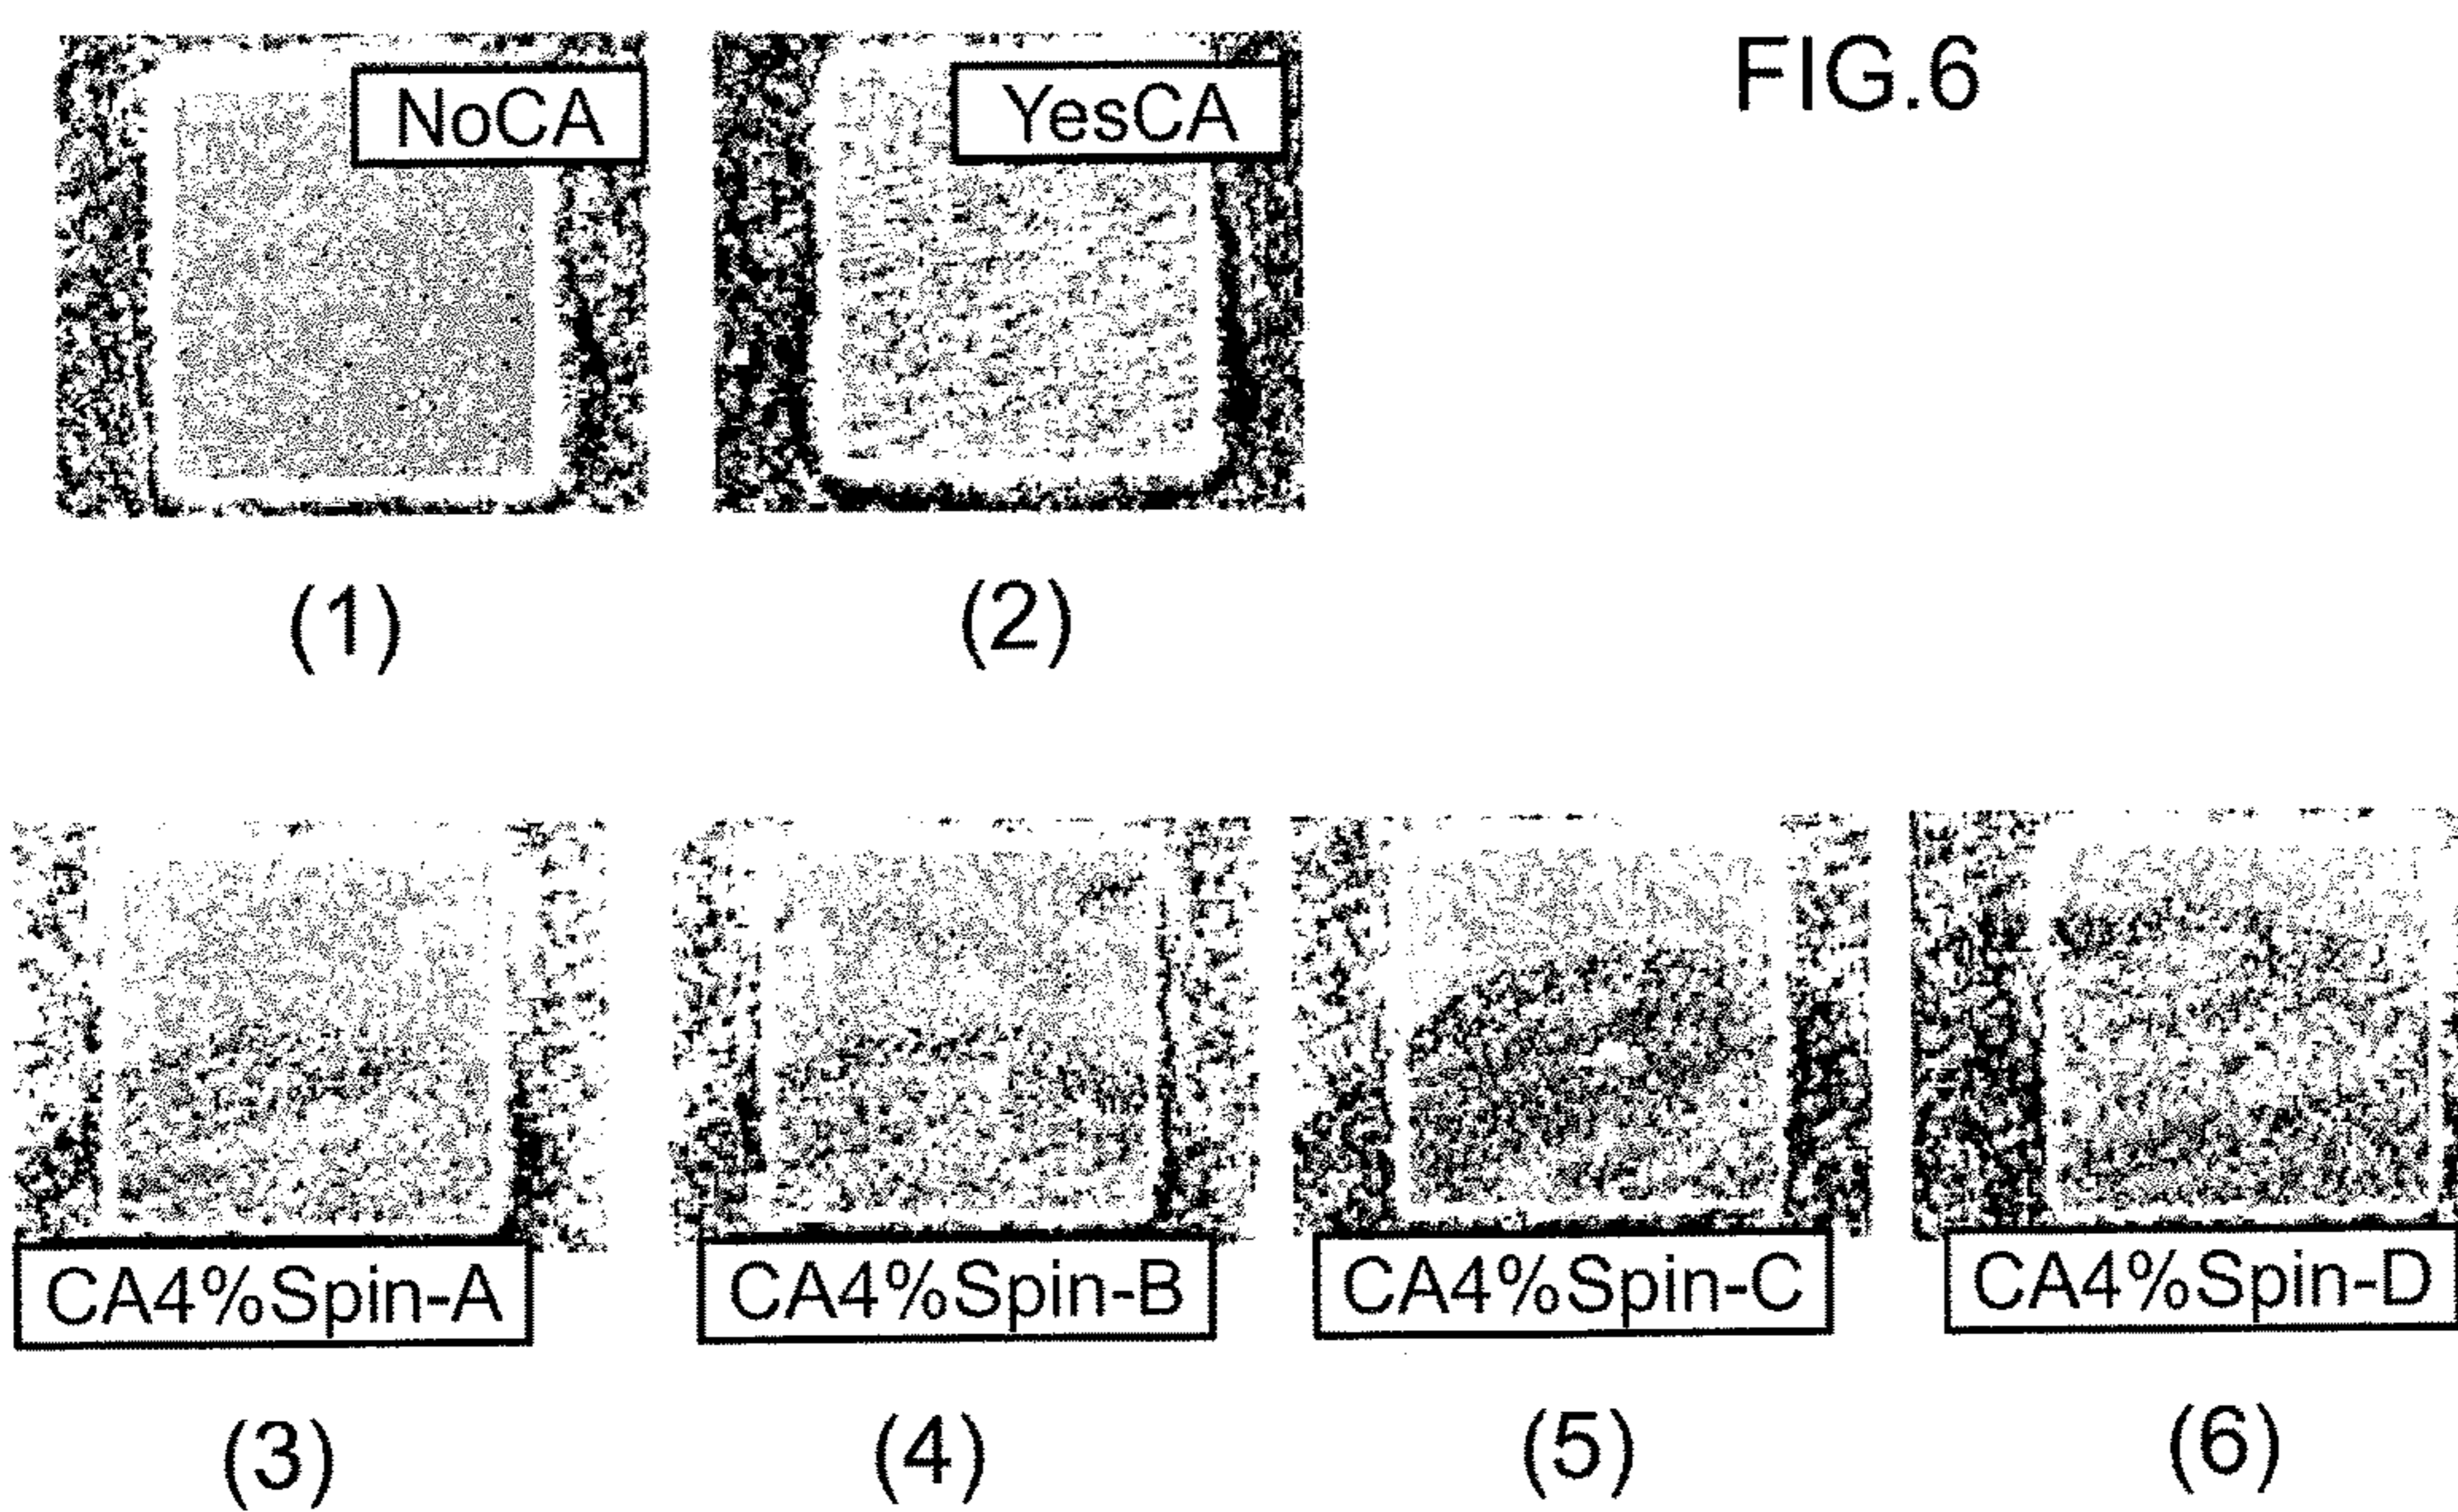 FIG.6
NoCA
YesCA
(1)
(2)
CA4%Spin-A
CA4%Spin-B
CA4%Spin-C
CA4%Spin-D
(3)
(4)
(5)
(6)